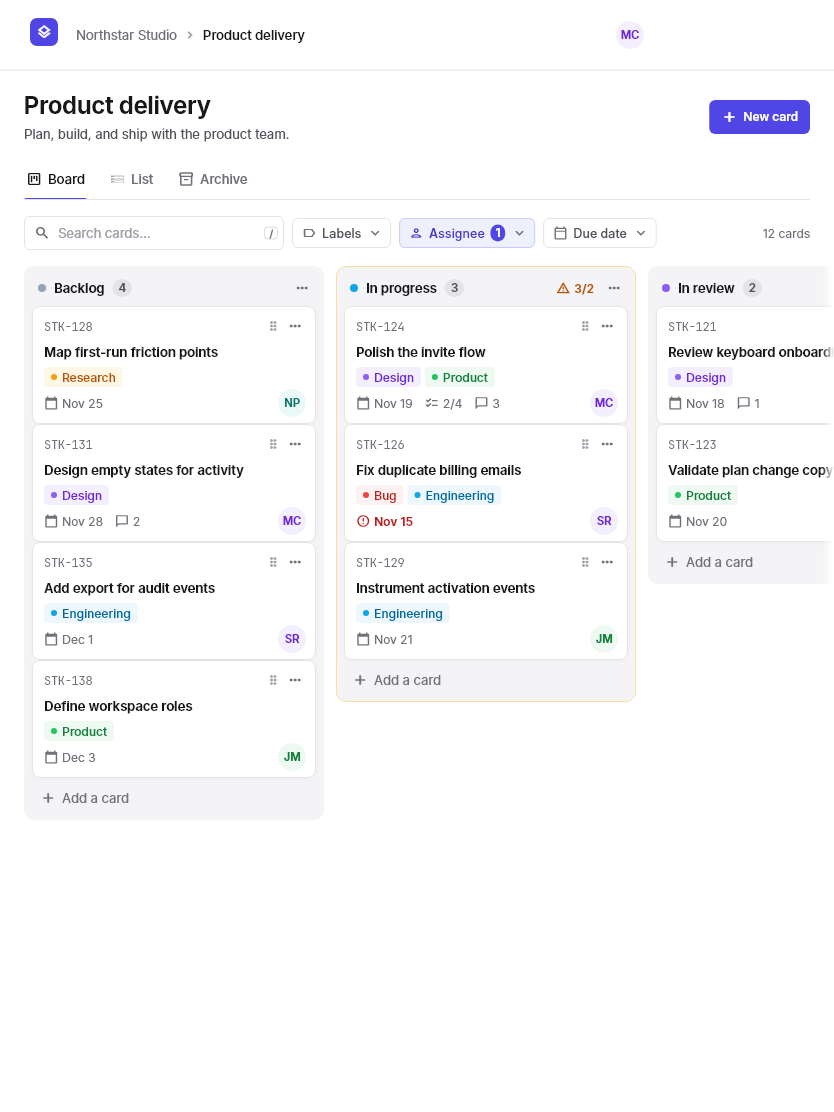 Northstar Studio > Product delivery MC
Product delivery
Plan, build, and ship with the product team.
New card
Board List Archive
Search cards... / Labels Assignee 1 Due date 12 cards
Backlog 4
STK-128
Map first-run friction points
Research
Nov 25 NP
STK-131
Design empty states for activity
Design
Nov 28 2 MC
STK-135
Add export for audit events
Engineering
Dec 1 SR
STK-138
Define workspace roles
Product
Dec 3 JM
+ Add a card
In progress 3 3/2
STK-124
Polish the invite flow
Design Product
Nov 19 2/4 3 MC
STK-126
Fix duplicate billing emails
Bug Engineering
Nov 15 SR
STK-129
Instrument activation events
Engineering
Nov 21 JM
+ Add a card
In review 2
STK-121
Review keyboard onboard
Design
Nov 18 1
STK-123
Validate plan change copy
Product
Nov 20
+ Add a card